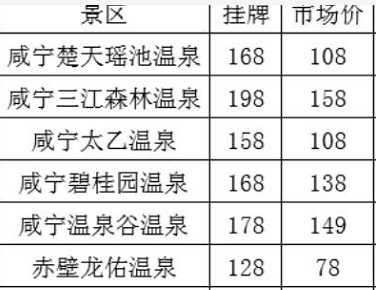 景区 挂牌 市场价
咸宁楚天瑶池温泉 168 108
咸宁三江森林温泉 198 158
咸宁太乙温泉 158 108
咸宁碧桂园温泉 168 138
咸宁温泉谷温泉 178 149
赤壁龙佑温泉 128 78